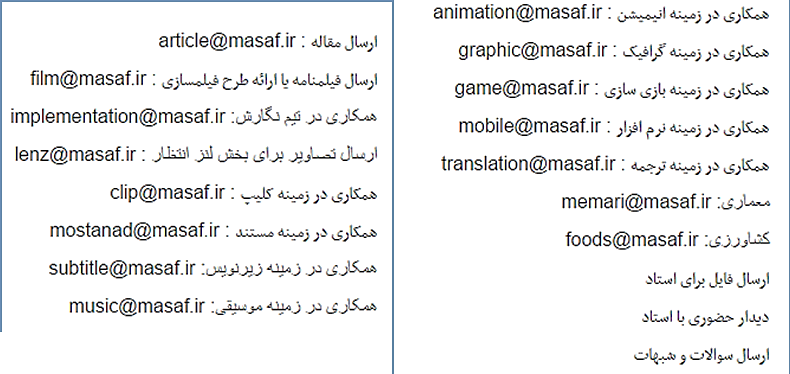 همکاری در زمینه انیمیشن : animation@masaf.ir
همکاری در زمینه گرافیک : graphic@masaf.ir
همکاری در زمینه بازی سازی : game@masaf.ir
همکاری در زمینه نرم افزار : mobile@masaf.ir
همکاری در زمینه ترجمه : translation@masaf.ir
معماری: memari@masaf.ir
کشاورزی: foods@masaf.ir
ارسال فایل برای استاد
دیدار حضوری با استاد
ارسال سوالات و شبهات
ارسال مقاله : article@masaf.ir
ارسال فیلمنامه یا ارائه طرح فیلمسازی : film@masaf.ir
همکاری در تیم نگارش: implementation@masaf.ir
ارسال تصاویر برای بخش لنز انتظار : lenz@masaf.ir
همکاری در زمینه کلیپ : clip@masaf.ir
همکاری در زمینه مستند : mostanad@masaf.ir
همکاری در زمینه زیرنویس: subtitle@masaf.ir
همکاری در زمینه موسیقی: music@masaf.ir